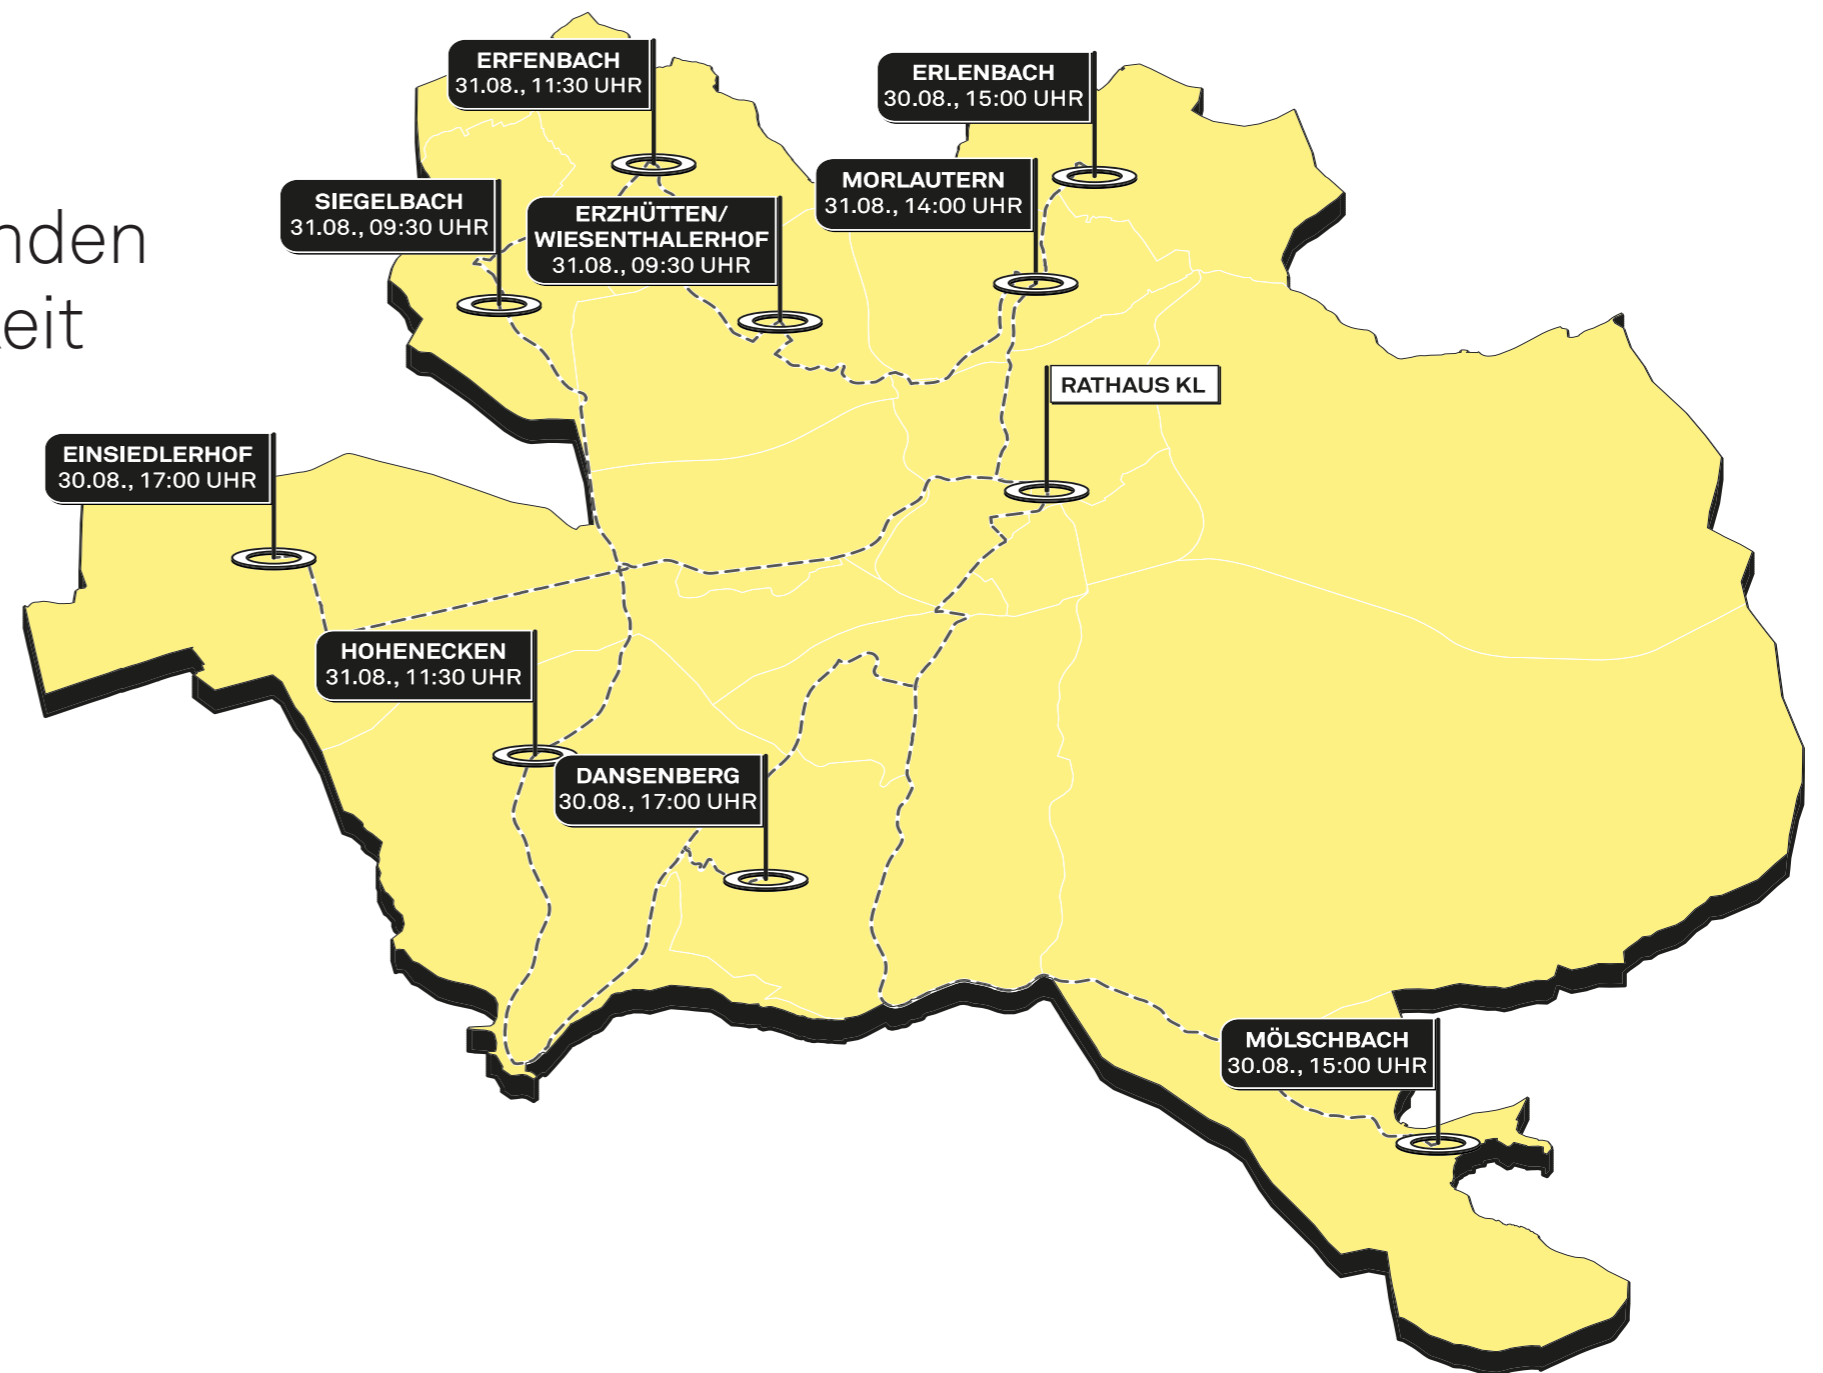 ERFENBACH
31.08., 11:30 UHR
ERLENBACH
30.08., 15:00 UHR
MORLAUTERN
31.08., 14:00 UHR
SIEGELBACH
31.08., 09:30 UHR
ERZHÜTTEN/
WIESENTHALERHOF
31.08., 09:30 UHR
nden
eit
RATHAUS KL
EINSIEDLERHOF
30.08., 17:00 UHR
HOHENECKEN
31.08., 11:30 UHR
DANSENBERG
30.08., 17:00 UHR
MÖLSCHBACH
30.08., 15:00 UHR